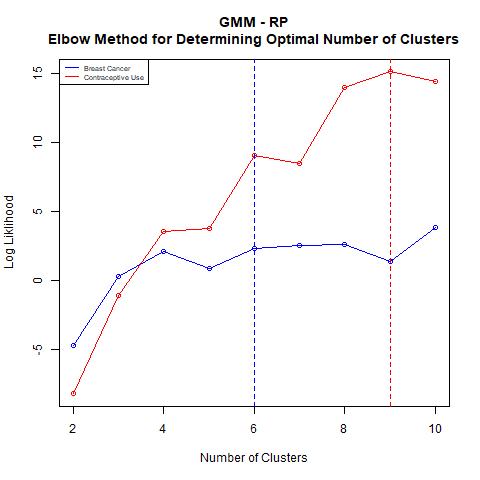 GMM - RP
Elbow Method for Determining Optimal Number of Clusters
Breast Cancer
Contraceptive Use
15
10
5
0
-5
Log Liklihood
2 4 6 8 10
Number of Clusters